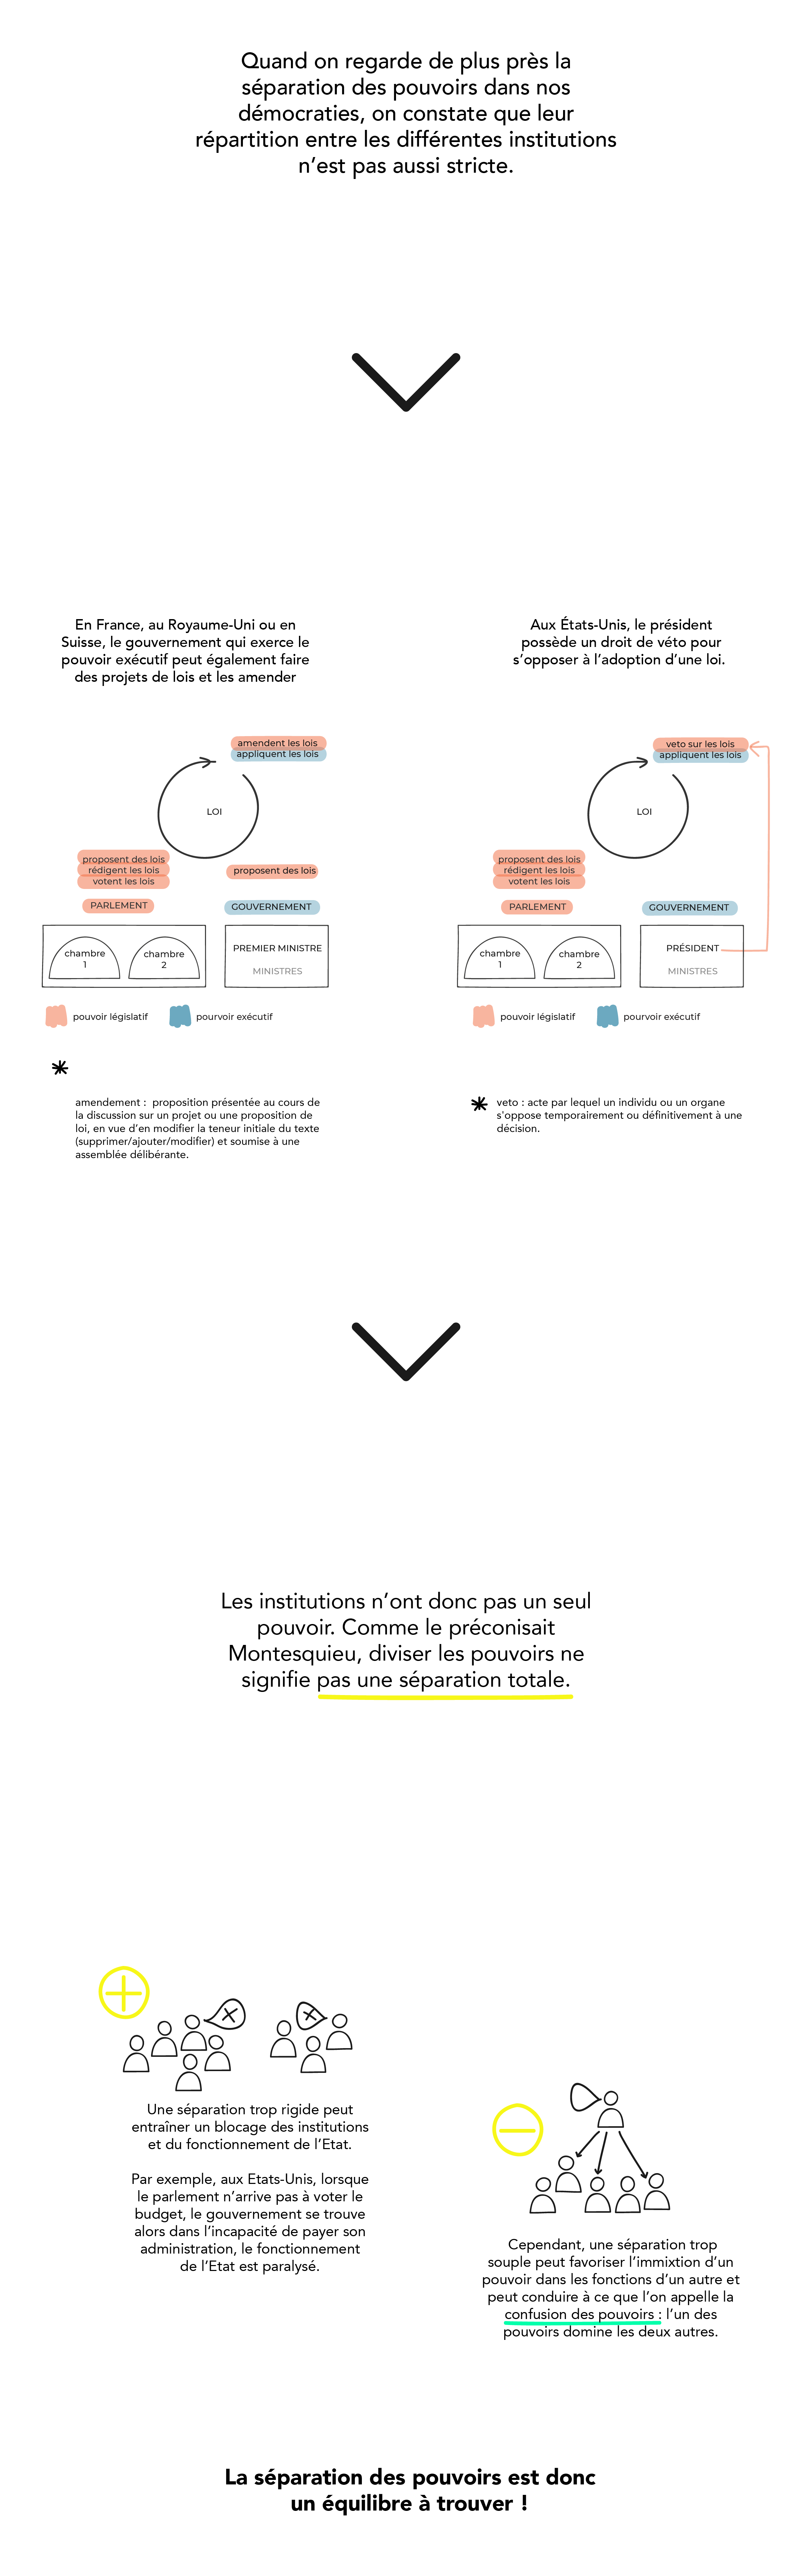 Quand on regarde de plus près la
séparation des pouvoirs dans nos
démocraties, on constate que leur
répartition entre les différentes institutions
n'est pas aussi stricte.
En France, au Royaume-Uni ou en
Suisse, le gouvernement qui exerce le
pouvoir exécutif peut également faire
des projets de lois et les amender
amendent les lois
appliquent les lois
LOI
proposent des lois
rédigent les lois
votent les lois
proposent des lois
PARLEMENT
GOUVERNEMENT
chambre
1
chambre
2
PREMIER MINISTRE
MINISTRES
pouvoir législatif
pourvoir exécutif
amendement :  proposition présentée au cours de
la discussion sur un projet ou une proposition de
loi, en vue d'en modifier la teneur initiale du texte
(supprimer/ajouter/modifier) et soumise à une
assemblée délibérante.
Aux États-Unis, le président
possède un droit de véto pour
s'opposer à l'adoption d'une loi.
veto sur les lois
appliquent les lois
LOI
proposent des lois
rédigent les lois
votent les lois
PARLEMENT
GOUVERNEMENT
chambre
1
chambre
2
PRÉSIDENT
MINISTRES
pouvoir législatif
pourvoir exécutif
veto : acte par lequel un individu ou un organe
s'oppose temporairement ou définitivement à une
décision.
Les institutions n'ont donc pas un seul
pouvoir. Comme le préconisait
Montesquieu, diviser les pouvoirs ne
signifie pas une séparation totale.
Une séparation trop rigide peut
entraîner un blocage des institutions
et du fonctionnement de l'Etat.
Par exemple, aux Etats-Unis, lorsque
le parlement n'arrive pas à voter le
budget, le gouvernement se trouve
alors dans l'incapacité de payer son
administration, le fonctionnement
de l'Etat est paralysé.
Cependant, une séparation trop
souple peut favoriser l'immixtion d'un
pouvoir dans les fonctions d'un autre et
peut conduire à ce que l'on appelle la
confusion des pouvoirs : l'un des
pouvoirs domine les deux autres.
La séparation des pouvoirs est donc
un équilibre à trouver !